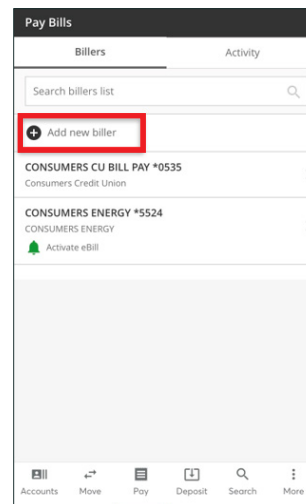 Pay Bills
Billers Activity
Search billers list
Add new biller
CONSUMERS CU BILL PAY *0535
Consumers Credit Union
CONSUMERS ENERGY *5524
CONSUMERS ENERGY
Activate eBill
Accounts Move Pay Deposit Search More